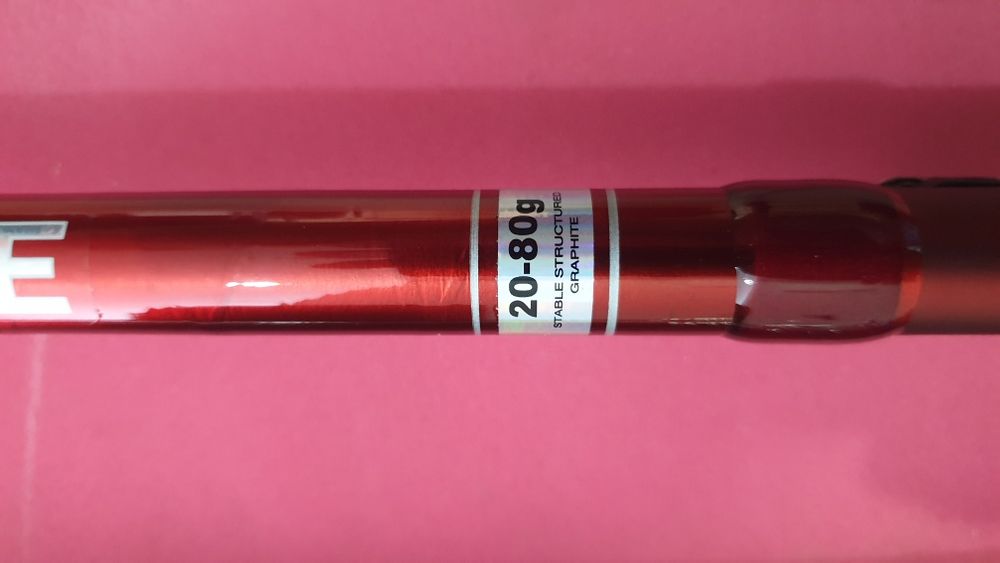 E
20-80g
STABLE STRUCTURED
GRAPHITE